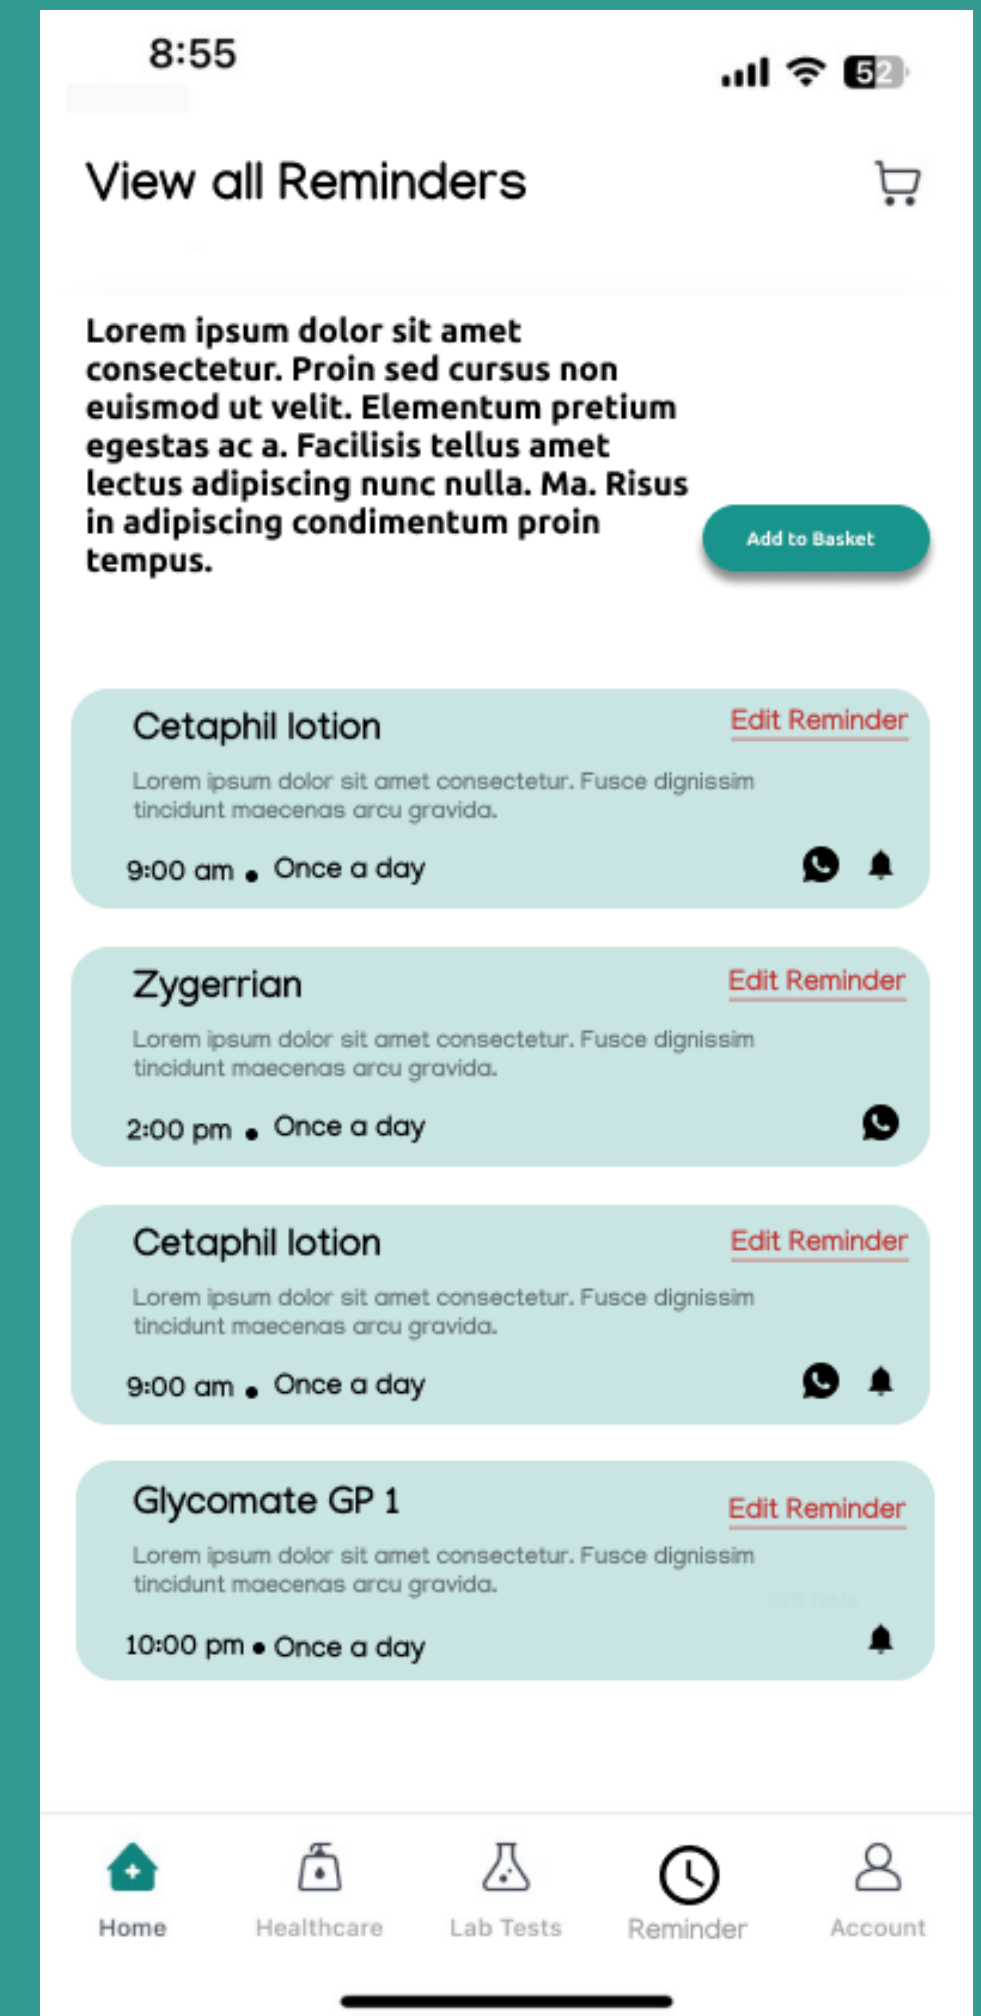 8:55
52
View all Reminders
Lorem ipsum dolor sit amet
consectetur. Proin sed cursus non
euismod ut velit. Elementum pretium
egestas ac a. Facilisis tellus amet
lectus adipiscing nunc nulla. Ma. Risus
in adipiscing condimentum proin
tempus.
Add to Basket
Cetaphil lotion
Edit Reminder
Lorem ipsum dolor sit amet consectetur. Fusce dignissim
tincidunt maecenas arcu gravida.
9:00 am • Once a day
Zygerrian
Edit Reminder
Lorem ipsum dolor sit amet consectetur. Fusce dignissim
tincidunt maecenas arcu gravida.
2:00 pm • Once a day
Cetaphil lotion
Edit Reminder
Lorem ipsum dolor sit amet consectetur. Fusce dignissim
tincidunt maecenas arcu gravida.
9:00 am • Once a day
Glycomate GP 1
Edit Reminder
Lorem ipsum dolor sit amet consectetur. Fusce dignissim
tincidunt maecenas arcu gravida.
10:00 pm • Once a day
Home
Healthcare
Lab Tests
Reminder
Account